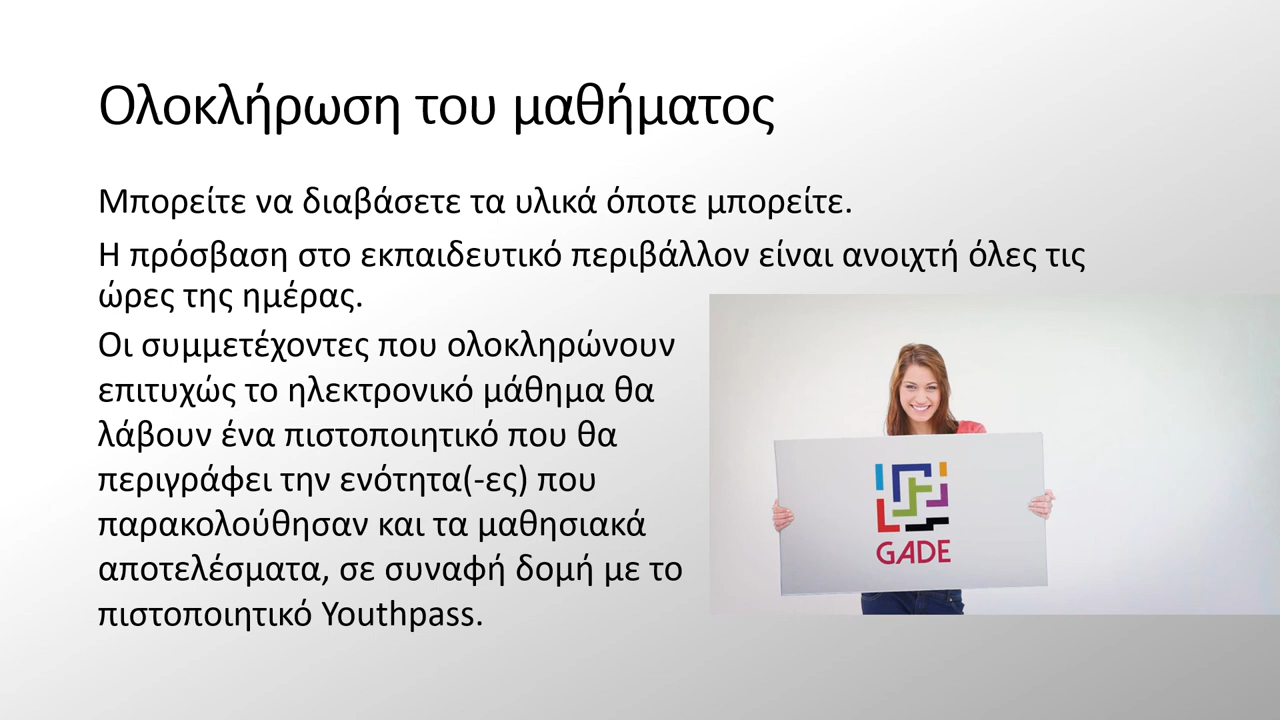 Ολοκλήρωση του μαθήματος
Μπορείτε να διαβάσετε τα υλικά όποτε μπορείτε.
Η πρόσβαση στο εκπαιδευτικό περιβάλλον είναι ανοιχτή όλες τις
ώρες της ημέρας.
Οι συμμετέχοντες που ολοκληρώνουν
επιτυχώς το ηλεκτρονικό μάθημα θα
λάβουν ένα πιστοποιητικό που θα
περιγράφει την ενότητα(-ες) που
παρακολούθησαν και τα μαθησιακά
αποτελέσματα, σε συναφή δομή με το
πιστοποιητικό Youthpass.
GADE